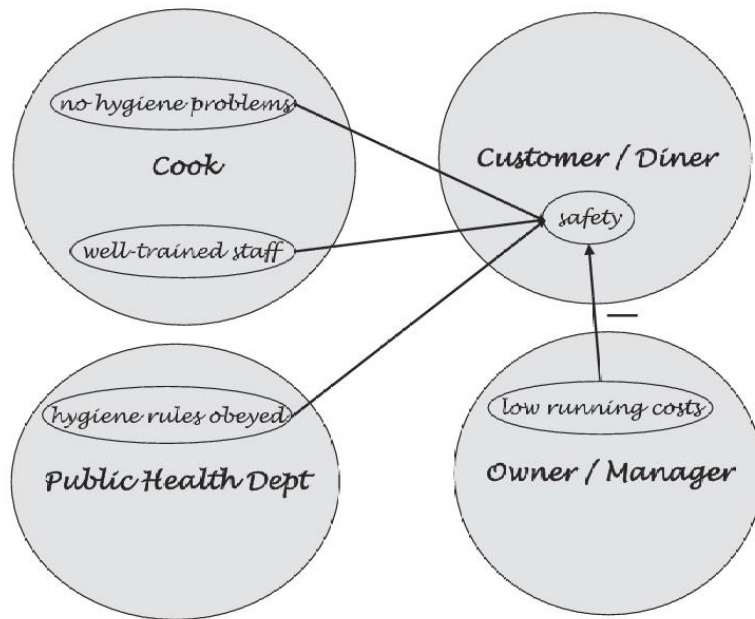 no hygiene problems
Cook
well-trained staff
Customer / Diner
safety
—
hygiene rules obeyed
Public Health Dept
low running costs
Owner / Manager